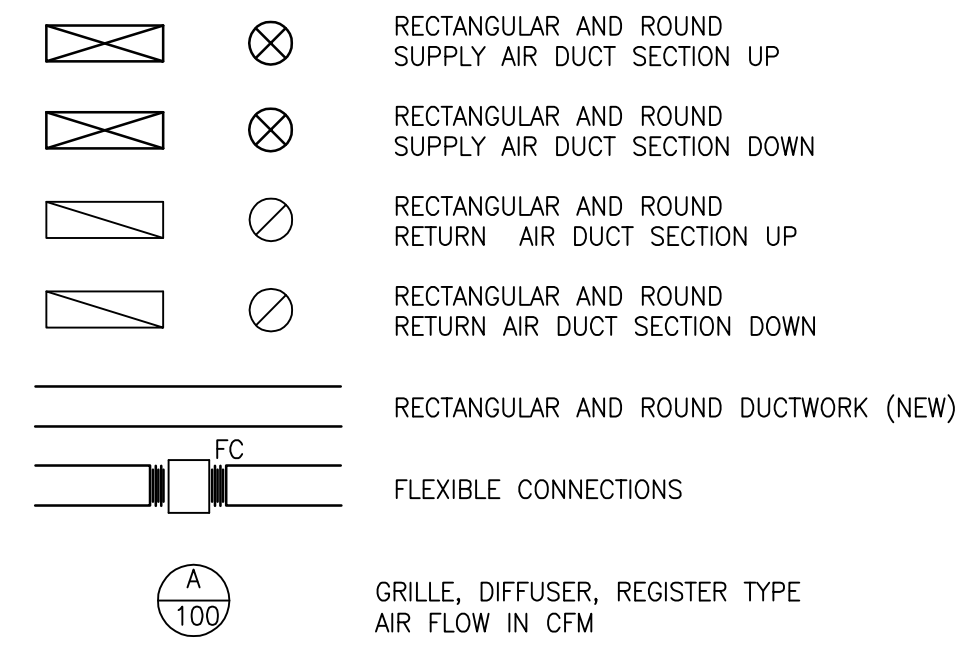 RECTANGULAR AND ROUND
SUPPLY AIR DUCT SECTION UP
RECTANGULAR AND ROUND
SUPPLY AIR DUCT SECTION DOWN
RECTANGULAR AND ROUND
RETURN AIR DUCT SECTION UP
RECTANGULAR AND ROUND
RETURN AIR DUCT SECTION DOWN
RECTANGULAR AND ROUND DUCTWORK (NEW)
FC
FLEXIBLE CONNECTIONS
A
100
GRILLE, DIFFUSER, REGISTER TYPE
AIR FLOW IN CFM